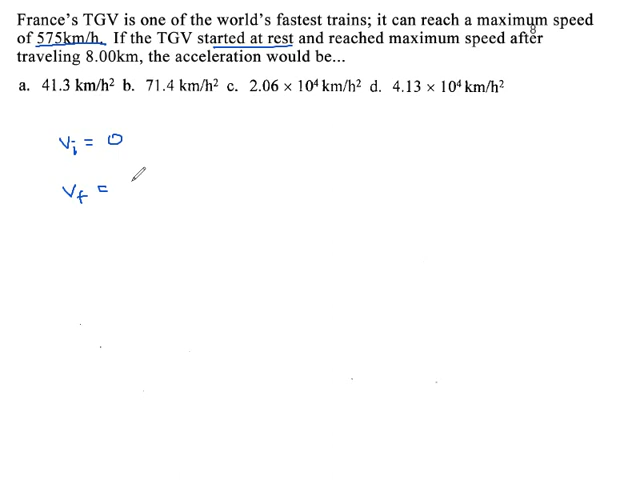 France's TGV is one of the world's fastest trains; it can reach a maximum speed
of 575km/h. If the TGV started at rest and reached maximum speed after
traveling 8.00km, the acceleration would be...
a. 41.3 km/h² b. 71.4 km/h² c. 2.06 × 10⁴ km/h² d. 4.13 × 10⁴ km/h²
Vi = 0
Vf =